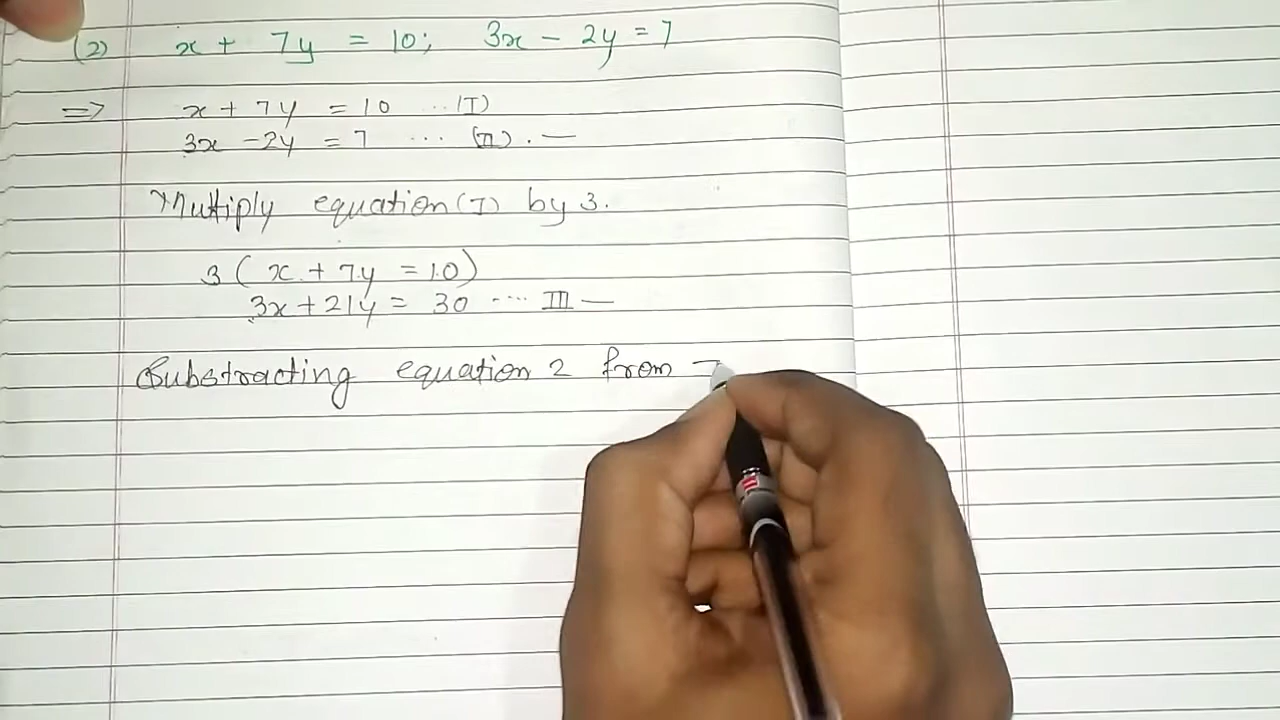 (2) x + 7y = 10; 3x - 2y = 7
=> x + 7y = 10 ...(I)
3x - 2y = 7 ... (II). —
Multiply equation (I) by 3.
3 (x + 7y = 10)
3x + 21y = 30 .... III —
Substracting equation 2 from